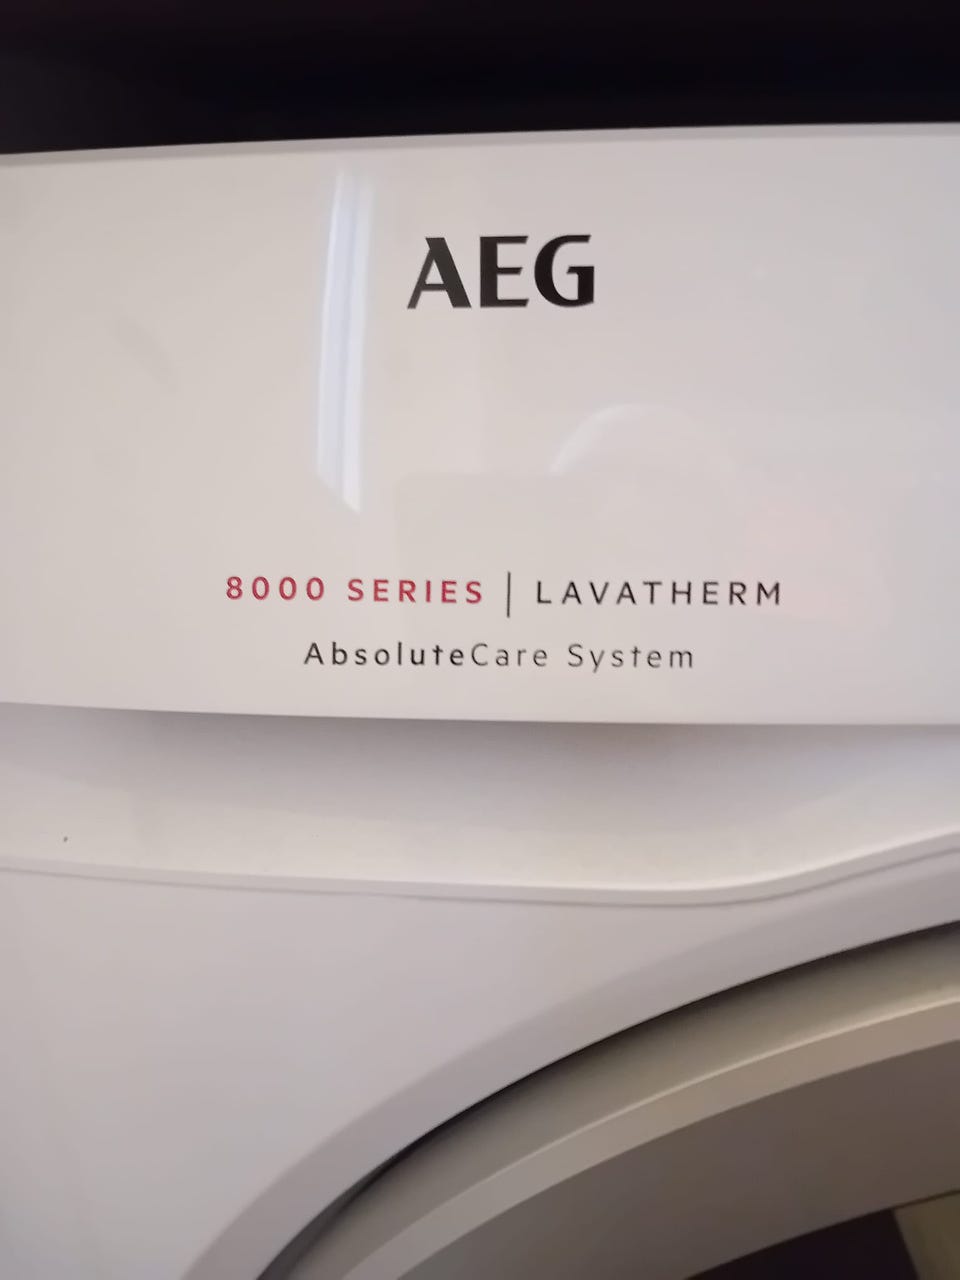 AEG
8000 SERIES | LAVATHERM
AbsoluteCare System